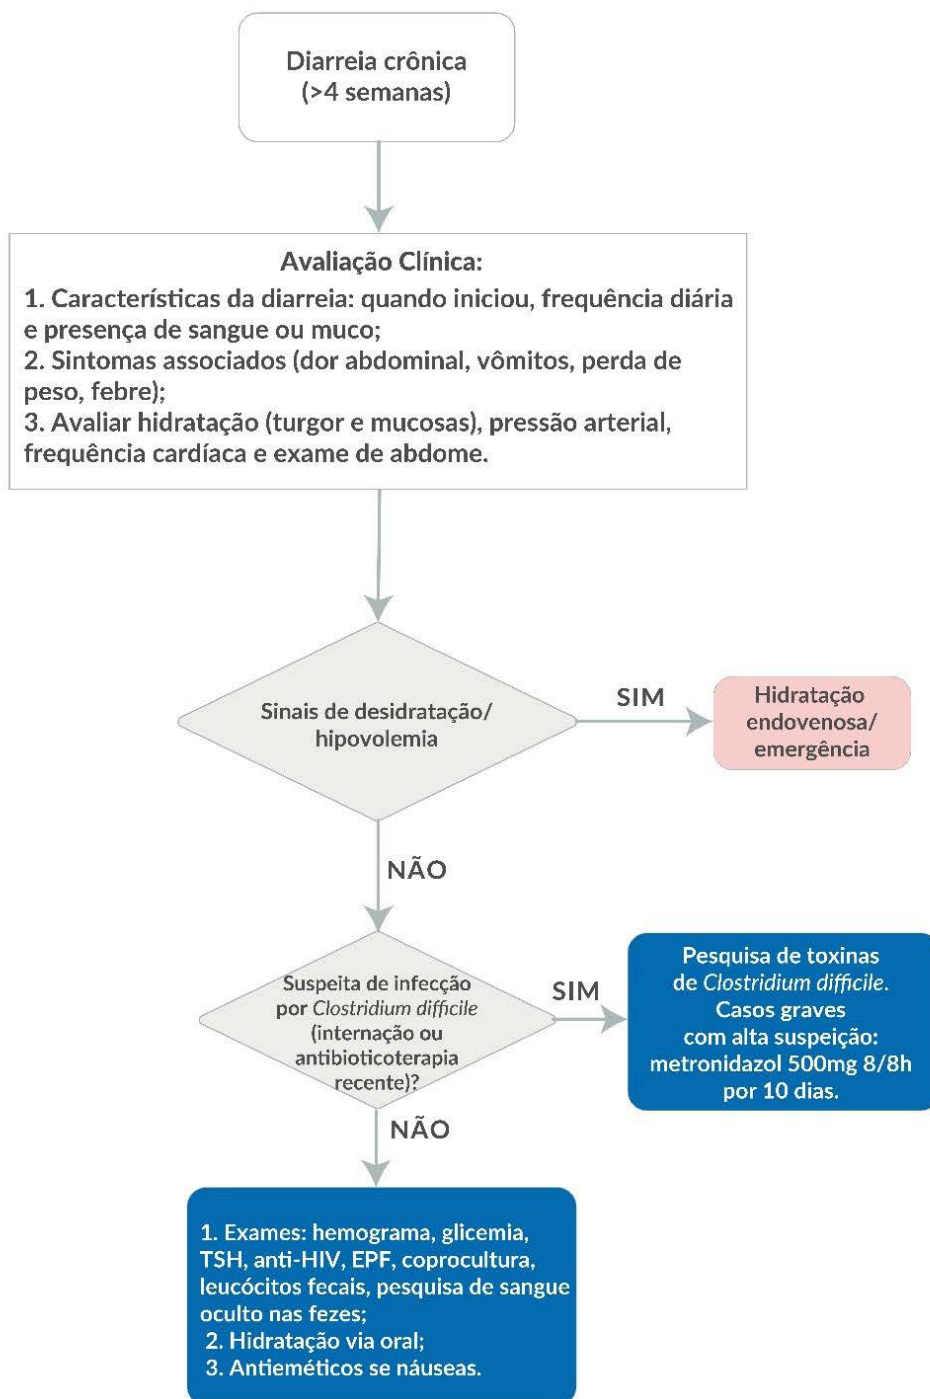 Diarreia crônica
(>4 semanas)
Avaliação Clínica:
1. Características da diarreia: quando iniciou, frequência diária
e presença de sangue ou muco;
2. Sintomas associados (dor abdominal, vômitos, perda de
peso, febre);
3. Avaliar hidratação (turgor e mucosas), pressão arterial,
frequência cardíaca e exame de abdome.
Sinais de desidratação/
hipovolemia
SIM
Hidratação
endovenosa/
emergência
NÃO
Suspeita de infecção
por Clostridium difficile
(internação ou
antibioticoterapia
recente)?
SIM
Pesquisa de toxinas
de Clostridium difficile.
Casos graves
com alta suspeição:
metronidazol 500mg 8/8h
por 10 dias.
NÃO
1. Exames: hemograma, glicemia,
TSH, anti-HIV, EPF, coprocultura,
leucócitos fecais, pesquisa de sangue
oculto nas fezes;
2. Hidratação via oral;
3. Antieméticos se náuseas.